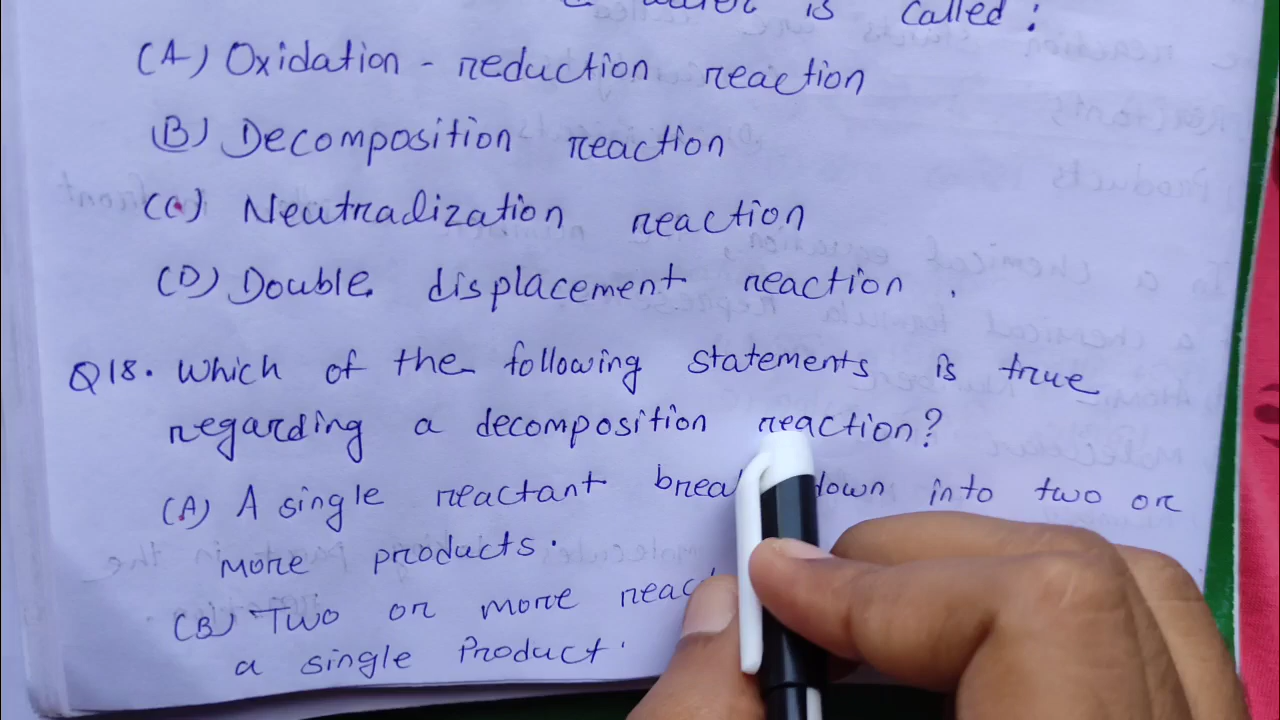 is called :
(A) Oxidation - reduction reaction
(B) Decomposition reaction
(C) Neutradization reaction
(D) Double displacement reaction .
Q18. Which of the following statements is true
regarding a decomposition reaction?
(A) A single reactant down into two or
more products.
(B) Two or more
a single Product.